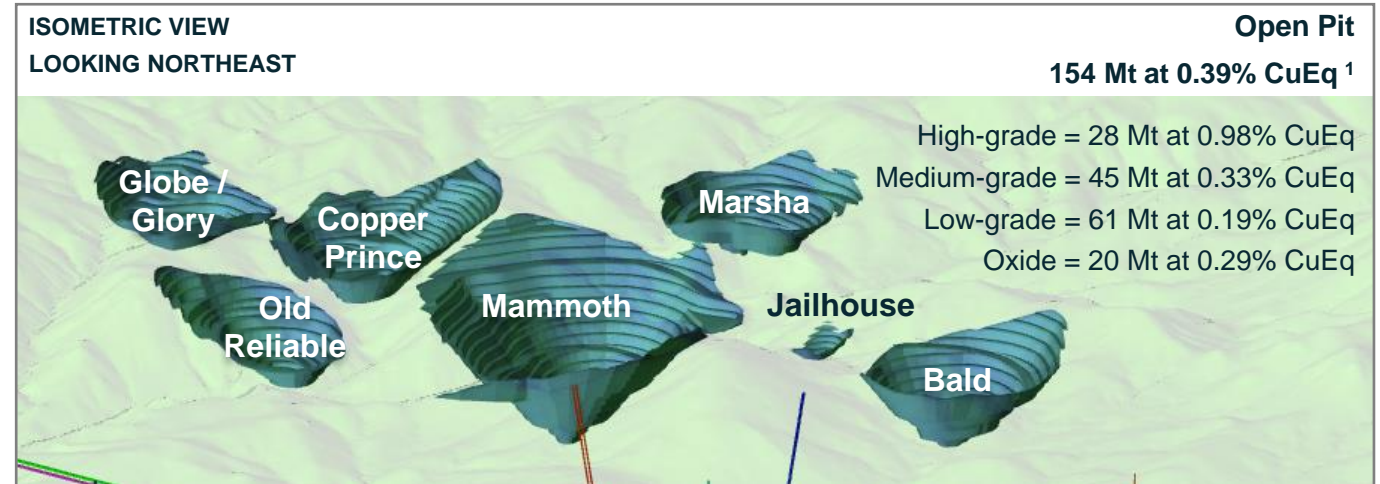 ISOMETRIC VIEW
LOOKING NORTHEAST
Open Pit
154 Mt at 0.39% CuEq ¹
High-grade = 28 Mt at 0.98% CuEq
Medium-grade = 45 Mt at 0.33% CuEq
Low-grade = 61 Mt at 0.19% CuEq
Oxide = 20 Mt at 0.29% CuEq
Globe /
Glory
Copper
Prince
Marsha
Old
Reliable
Mammoth
Jailhouse
Bald